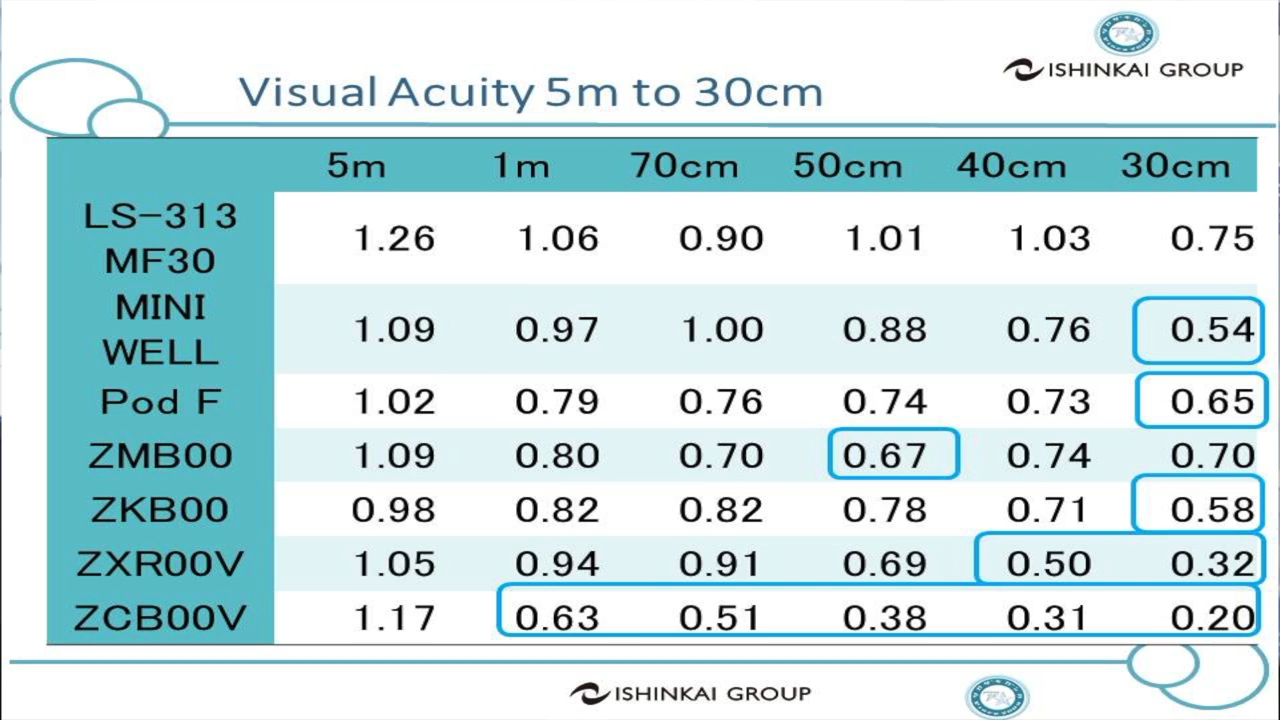 ISHINKAI GROUP
Visual Acuity 5m to 30cm
5m 1m 70cm 50cm 40cm 30cm
LS-313
MF30 1.26 1.06 0.90 1.01 1.03 0.75
MINI
WELL 1.09 0.97 1.00 0.88 0.76 0.54
Pod F 1.02 0.79 0.76 0.74 0.73 0.65
ZMB00 1.09 0.80 0.70 0.67 0.74 0.70
ZKB00 0.98 0.82 0.82 0.78 0.71 0.58
ZXR00V 1.05 0.94 0.91 0.69 0.50 0.32
ZCB00V 1.17 0.63 0.51 0.38 0.31 0.20
ISHINKAI GROUP